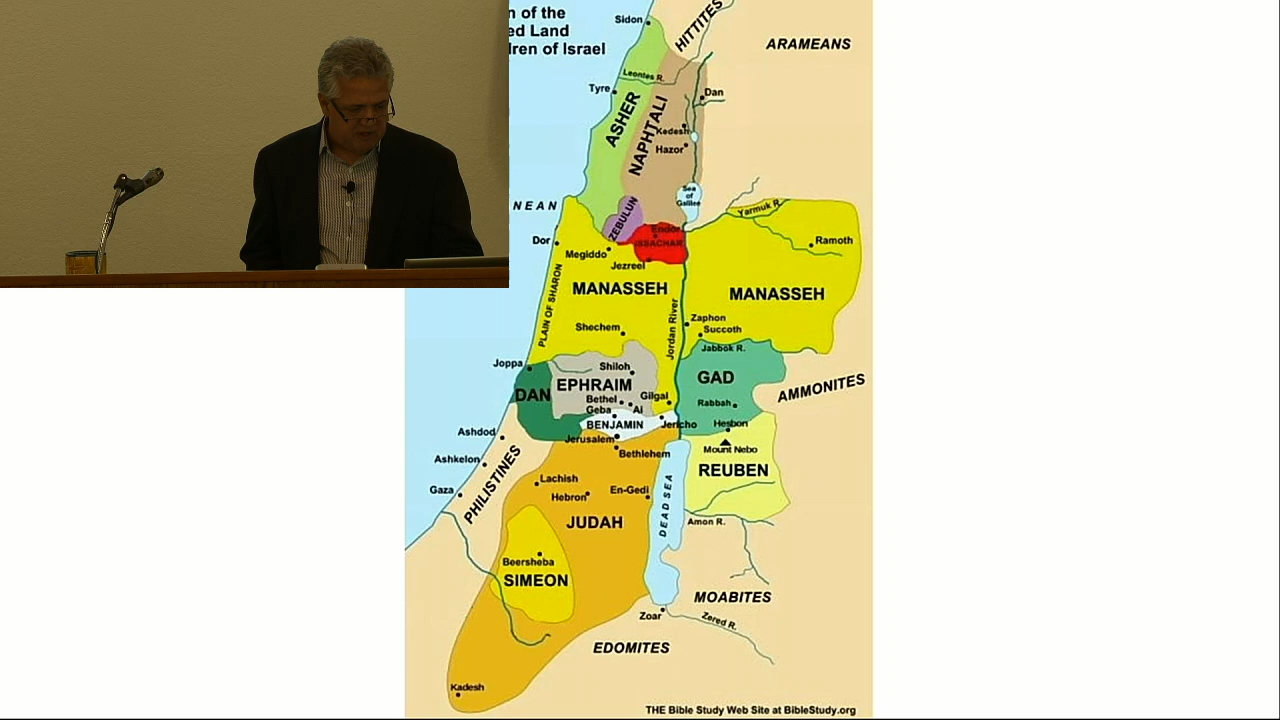 n of the
ed Land
dren of Israel
Sidon
HITTITES
ARAMEANS
Leontes R.
Tyre
Dan
ASHER
NAPHTALI
Kedesh
Hazor
Sea
of
Galilee
NEAN
ZEBULUN
Yarmuk R.
Endor
ISSACHAR
Dor
Ramoth
Megiddo
Jezreel
MANASSEH
MANASSEH
PLAIN OF SHARON
Jordan River
Zaphon
Shechem
Succoth
Jabbok R.
Joppa
Shiloh
EPHRAIM
GAD
DAN
AMMONITES
Bethel
Gilgal
Ai
Geba
Rabbah
BENJAMIN
Jericho
Hesbon
Ashdod
Jerusalem
Mount Nebo
Bethlehem
Ashkelon
REUBEN
PHILISTINES
Lachish
Gaza
En-Gedi
Hebron
DEAD SEA
JUDAH
Arnon R.
Beersheba
SIMEON
MOABITES
Zoar
Zered R.
EDOMITES
Kadesh
THE Bible Study Web Site at BibleStudy.org